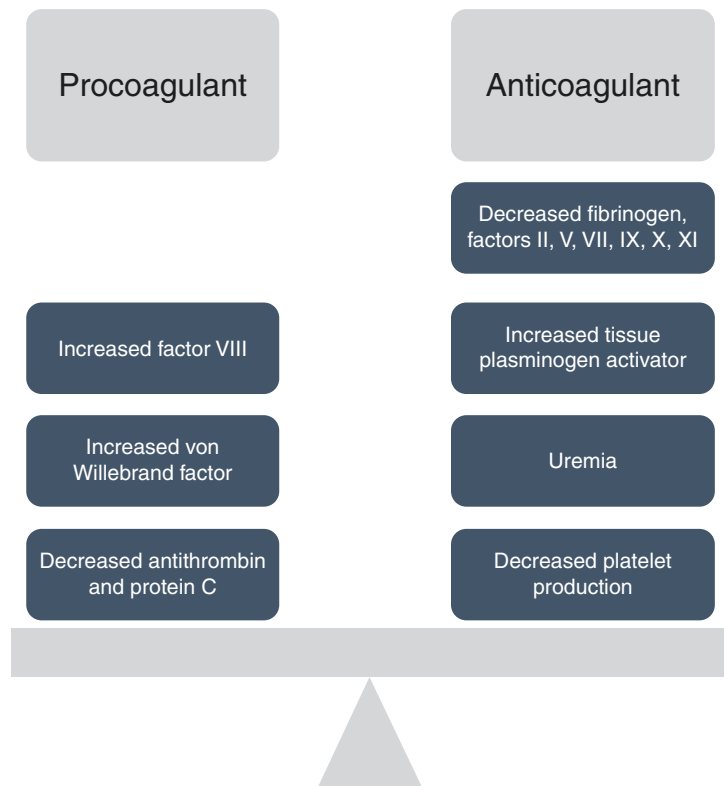 Procoagulant
Anticoagulant
Decreased fibrinogen,
factors II, V, VII, IX, X, XI
Increased factor VIII
Increased tissue
plasminogen activator
Increased von
Willebrand factor
Uremia
Decreased antithrombin
and protein C
Decreased platelet
production